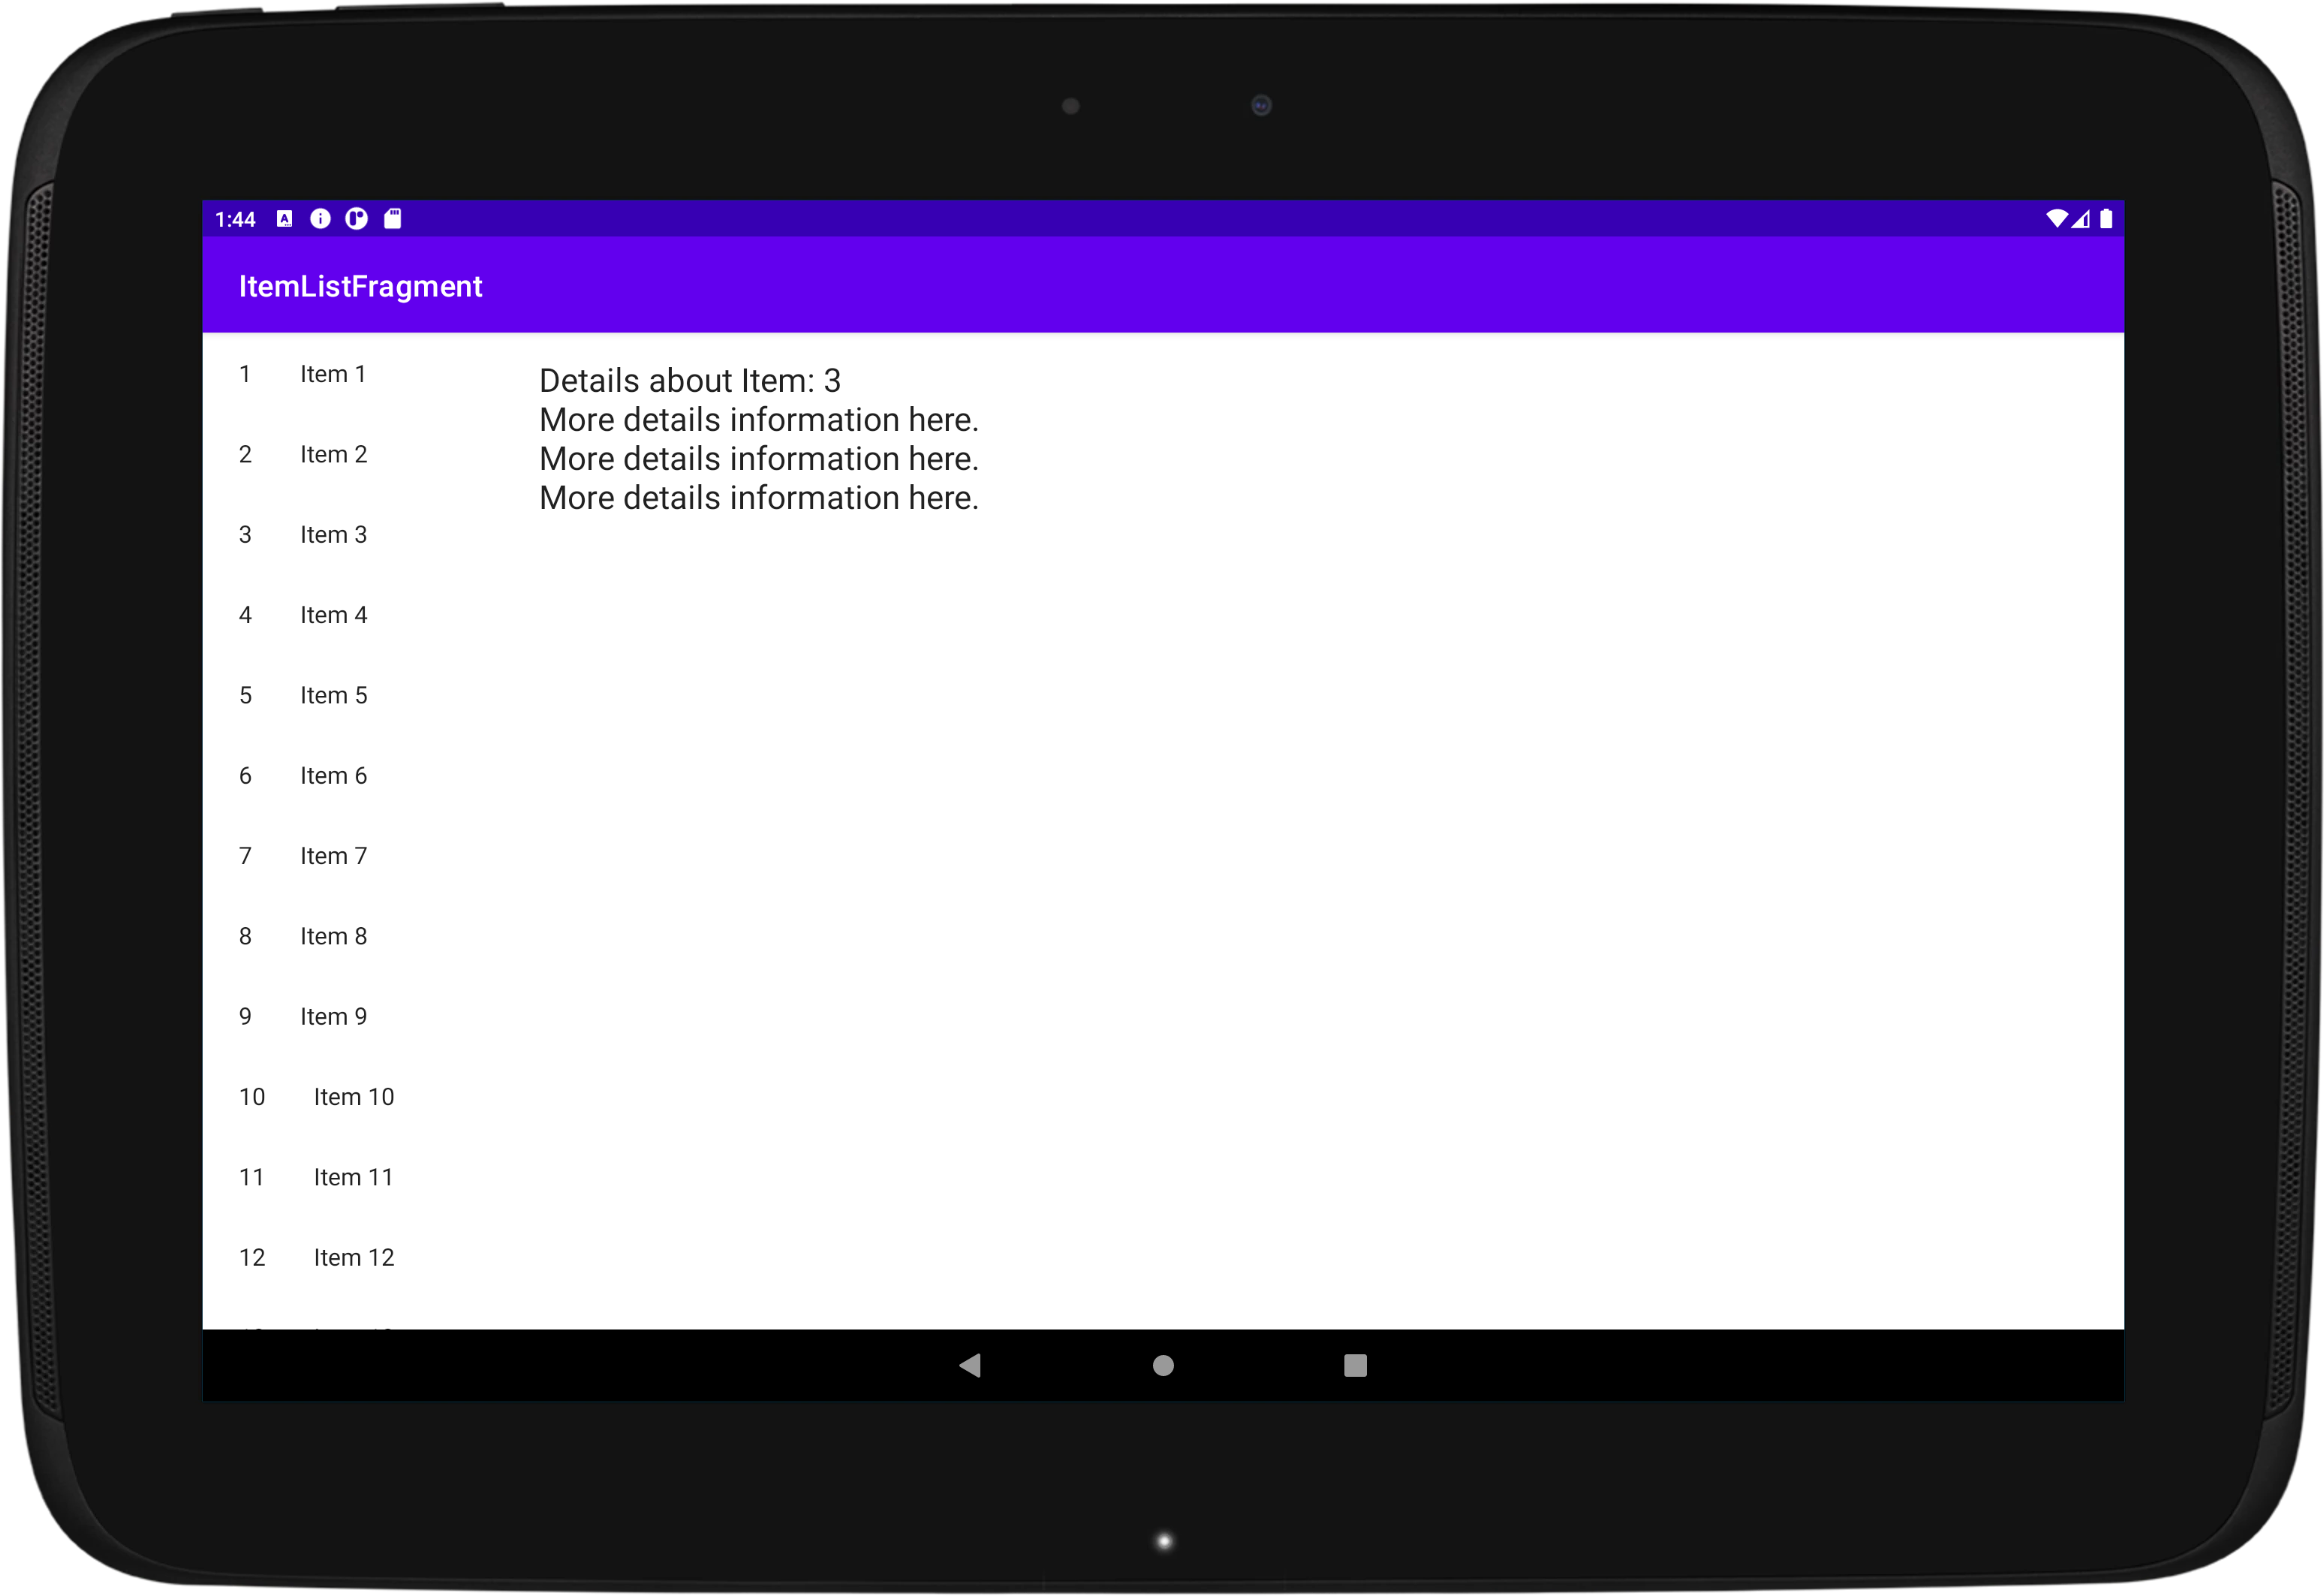 1:44
ItemListFragment
1 Item 1
2 Item 2
3 Item 3
4 Item 4
5 Item 5
6 Item 6
7 Item 7
8 Item 8
9 Item 9
10 Item 10
11 Item 11
12 Item 12
Details about Item: 3
More details information here.
More details information here.
More details information here.